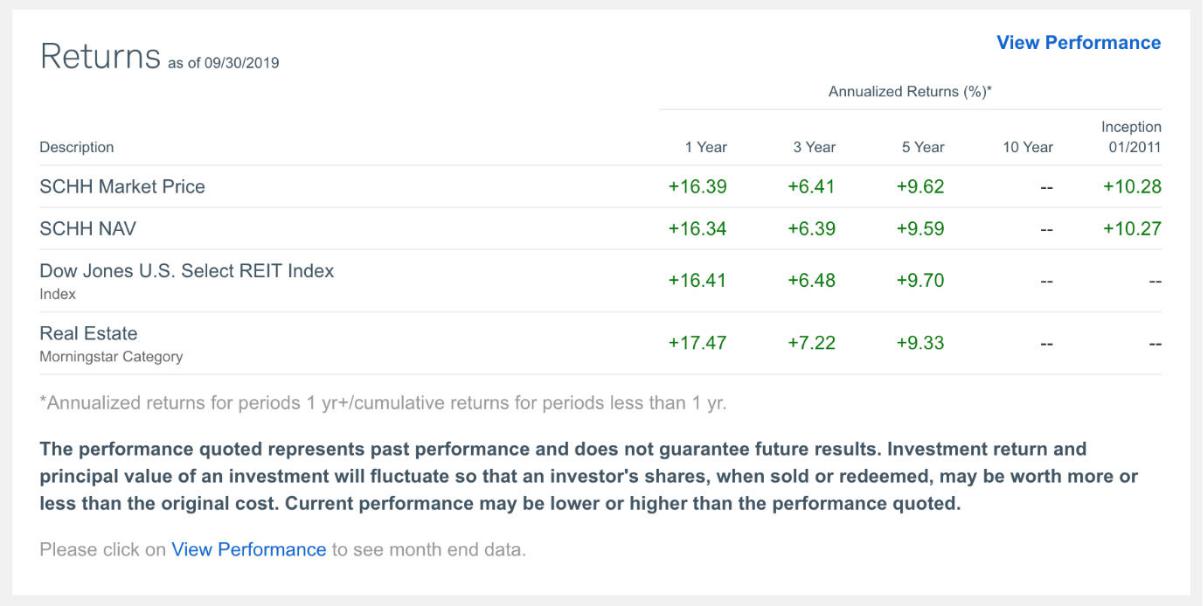 Returns as of 09/30/2019
View Performance
Annualized Returns (%)*
Description 1 Year 3 Year 5 Year 10 Year Inception 01/2011
SCHH Market Price +16.39 +6.41 +9.62 -- +10.28
SCHH NAV +16.34 +6.39 +9.59 -- +10.27
Dow Jones U.S. Select REIT Index +16.41 +6.48 +9.70 -- --
Index
Real Estate +17.47 +7.22 +9.33 -- --
Morningstar Category
*Annualized returns for periods 1 yr+/cumulative returns for periods less than 1 yr.
The performance quoted represents past performance and does not guarantee future results. Investment return and
principal value of an investment will fluctuate so that an investor's shares, when sold or redeemed, may be worth more or
less than the original cost. Current performance may be lower or higher than the performance quoted.
Please click on View Performance to see month end data.